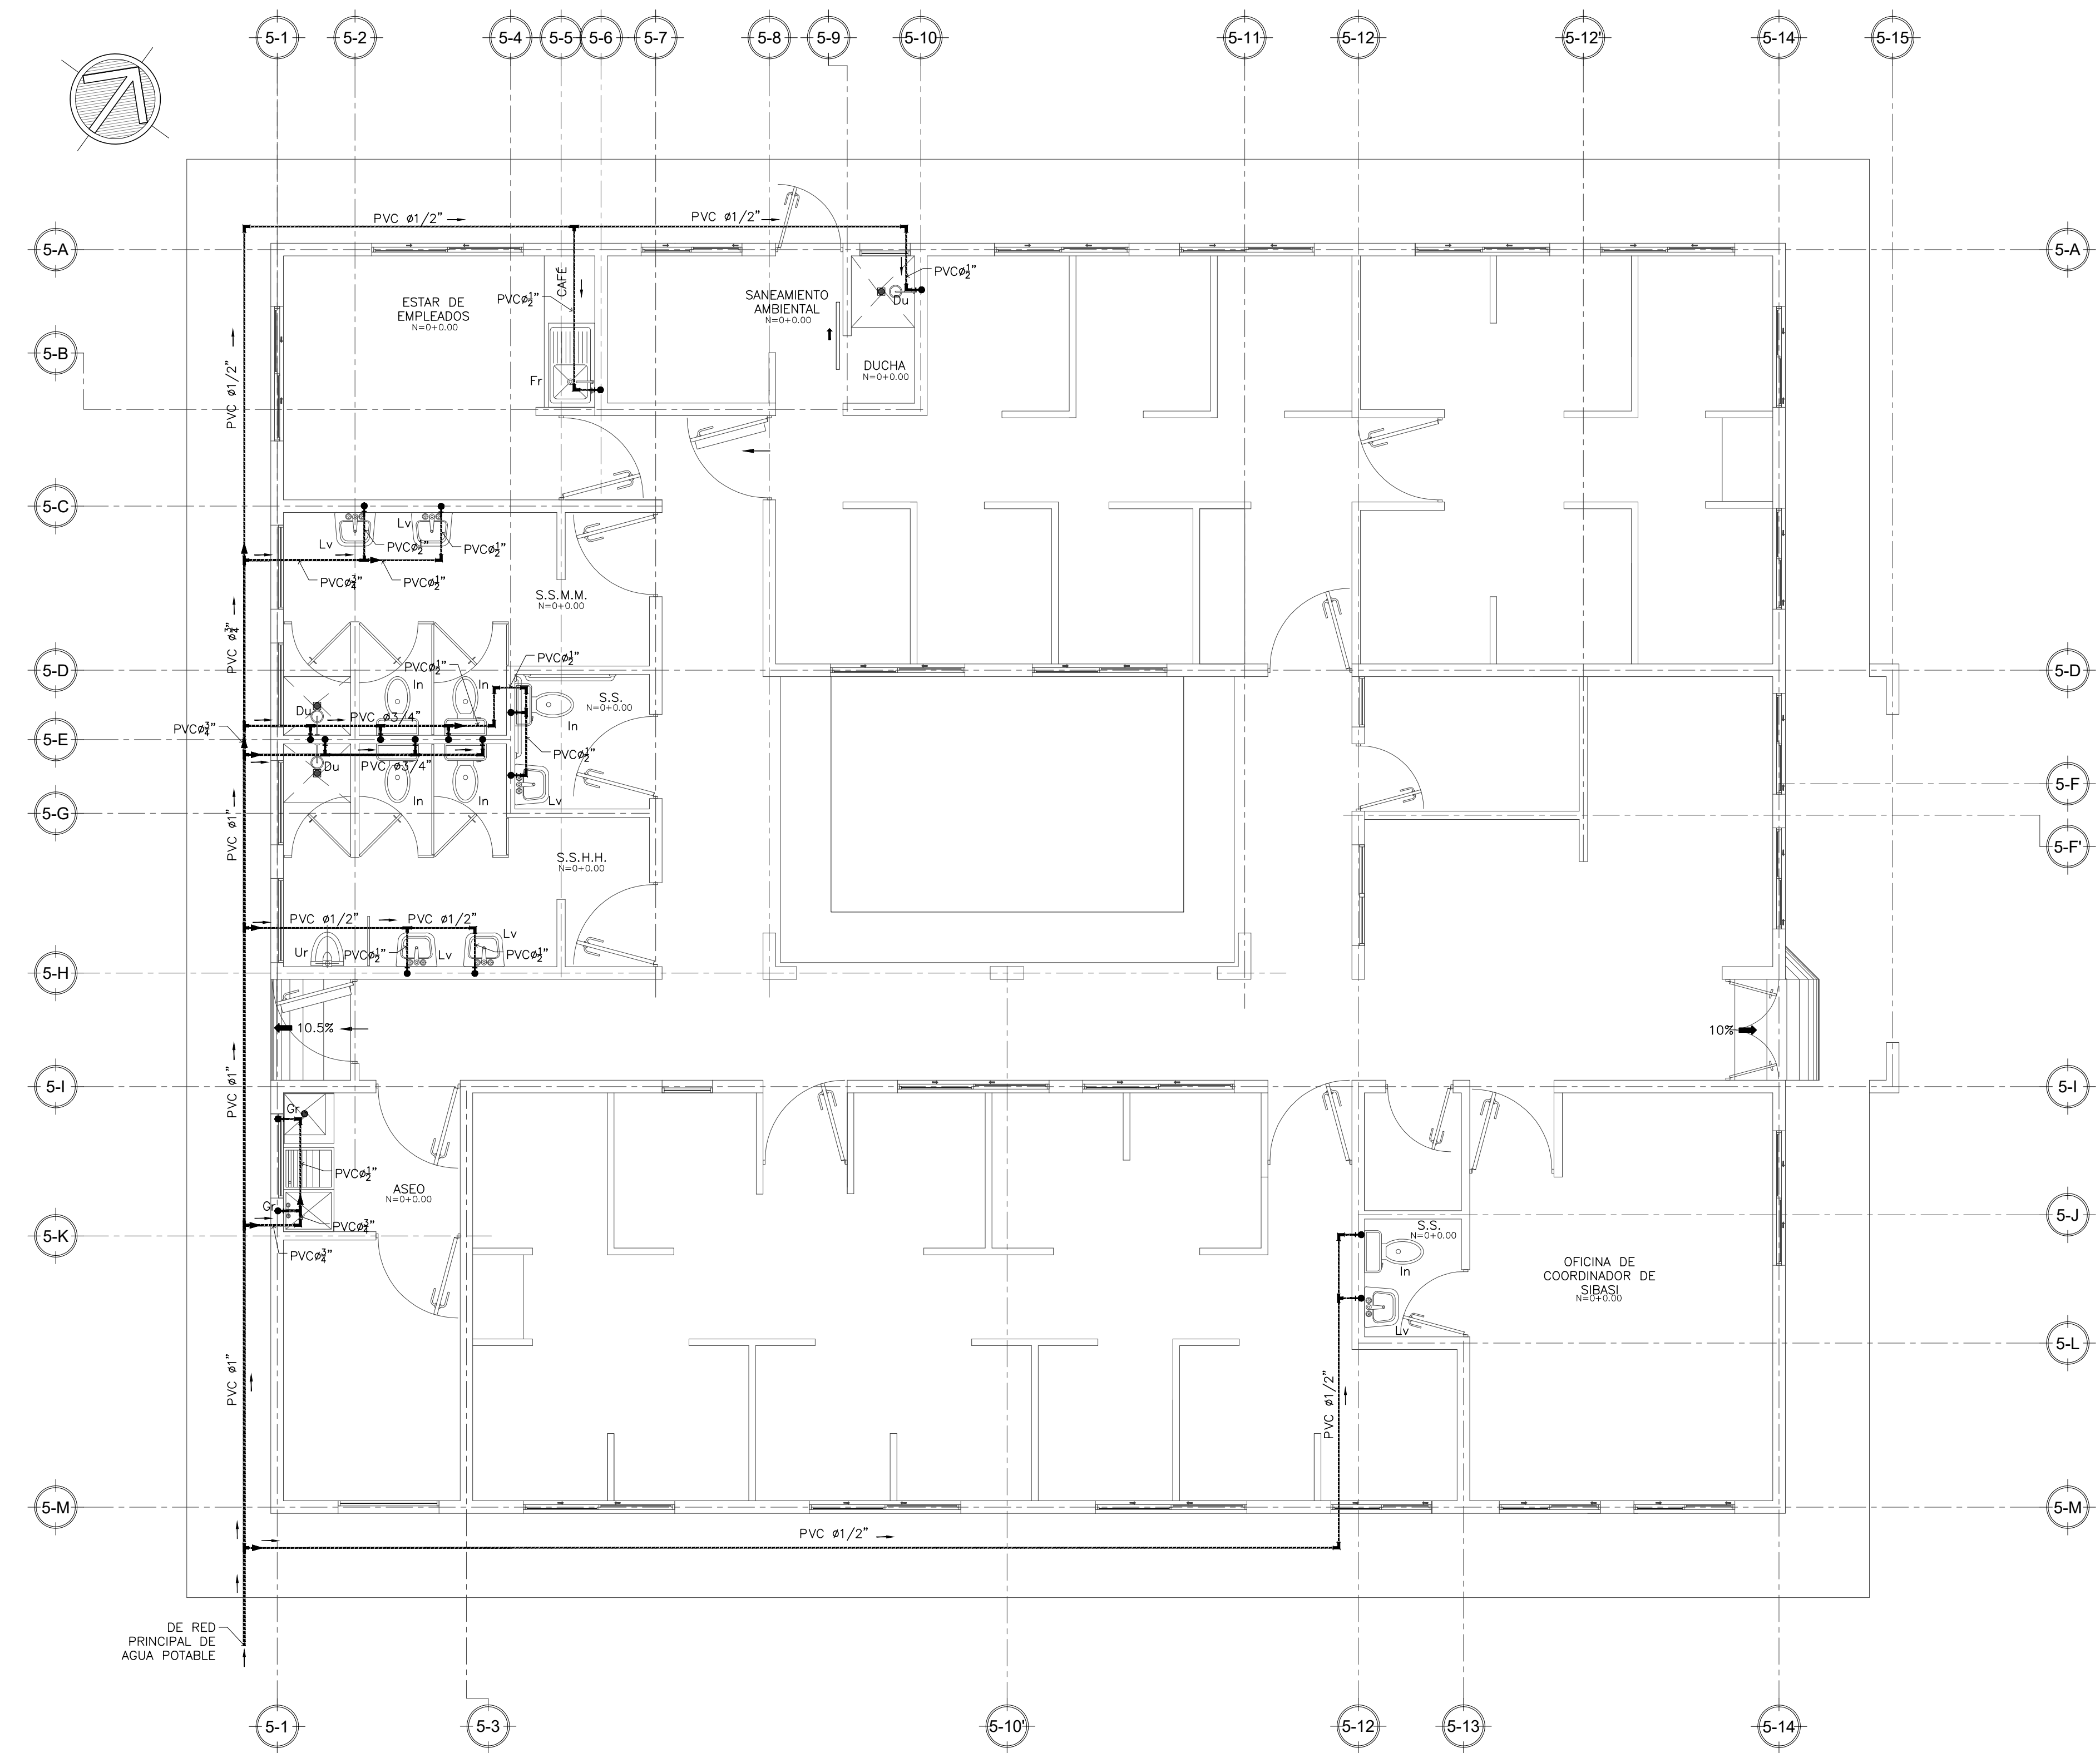 5-1
5-2
5-4
5-5
5-6
5-7
5-8
5-9
5-10
5-11
5-12
5-12'
5-14
5-15
PVC ø1/2"
PVC ø1/2"
5-A
5-A
CAFÉ
PVCø1/2"
PVCø1/2"
ESTAR DE
EMPLEADOS
N=0+0.00
SANEAMIENTO
AMBIENTAL
N=0+0.00
Du
5-B
PVC ø1/2"
Fr
DUCHA
N=0+0.00
5-C
5-C
Lv
Lv
PVCø1/2"
PVCø1/2"
PVCø3/4"
PVCø1/2"
S.S.M.M.
N=0+0.00
PVC ø3/4"
PVCø1/2"
PVCø1/2"
5-D
5-D
In
In
S.S.
N=0+0.00
Du
PVC ø3/4"
In
PVCø3/4"
5-E
PVCø1/2"
Du
PVC ø3/4"
5-F
In
In
Lv
5-G
PVC ø1"
5-F'
S.S.H.H.
N=0+0.00
PVC ø1/2"
PVC ø1/2"
Lv
Ur
PVCø1/2"
Lv
PVCø1/2"
5-H
10.5%
10%
PVC ø1"
5-I
5-I
Gr
PVCø1/2"
ASEO
N=0+0.00
Gr
5-J
PVCø3/4"
S.S.
N=0+0.00
5-K
PVCø3/4"
In
OFICINA DE
COORDINADOR DE
SIBASI
N=0+0.00
Lv
5-L
PVC ø1"
PVC ø1/2"
5-M
5-M
PVC ø1/2"
DE RED
PRINCIPAL DE
AGUA POTABLE
5-1
5-3
5-10'
5-12
5-13
5-14